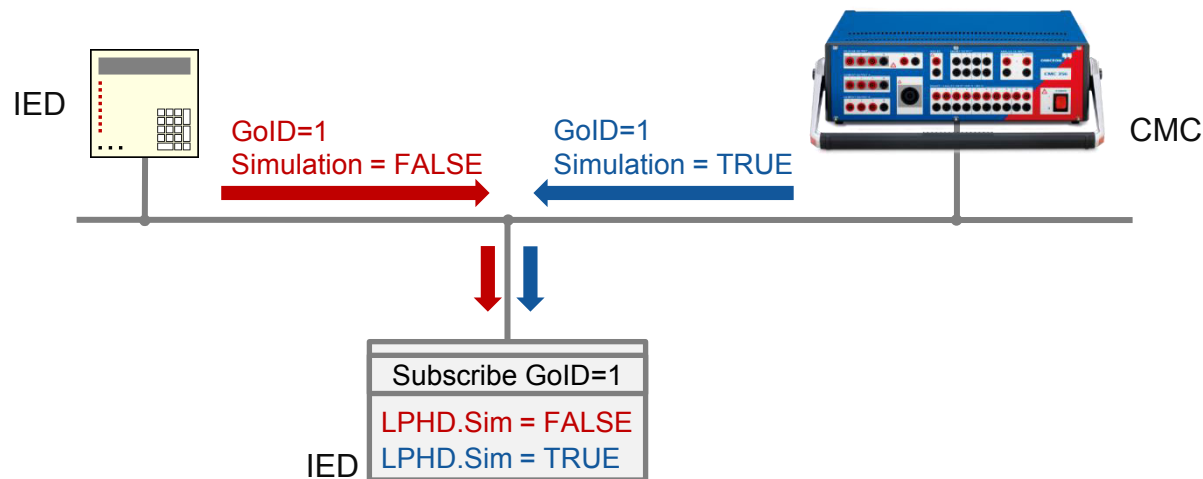 IED
GoID=1
Simulation = FALSE
GoID=1
Simulation = TRUE
CMC
Subscribe GoID=1
LPHD.Sim = FALSE
LPHD.Sim = TRUE
IED